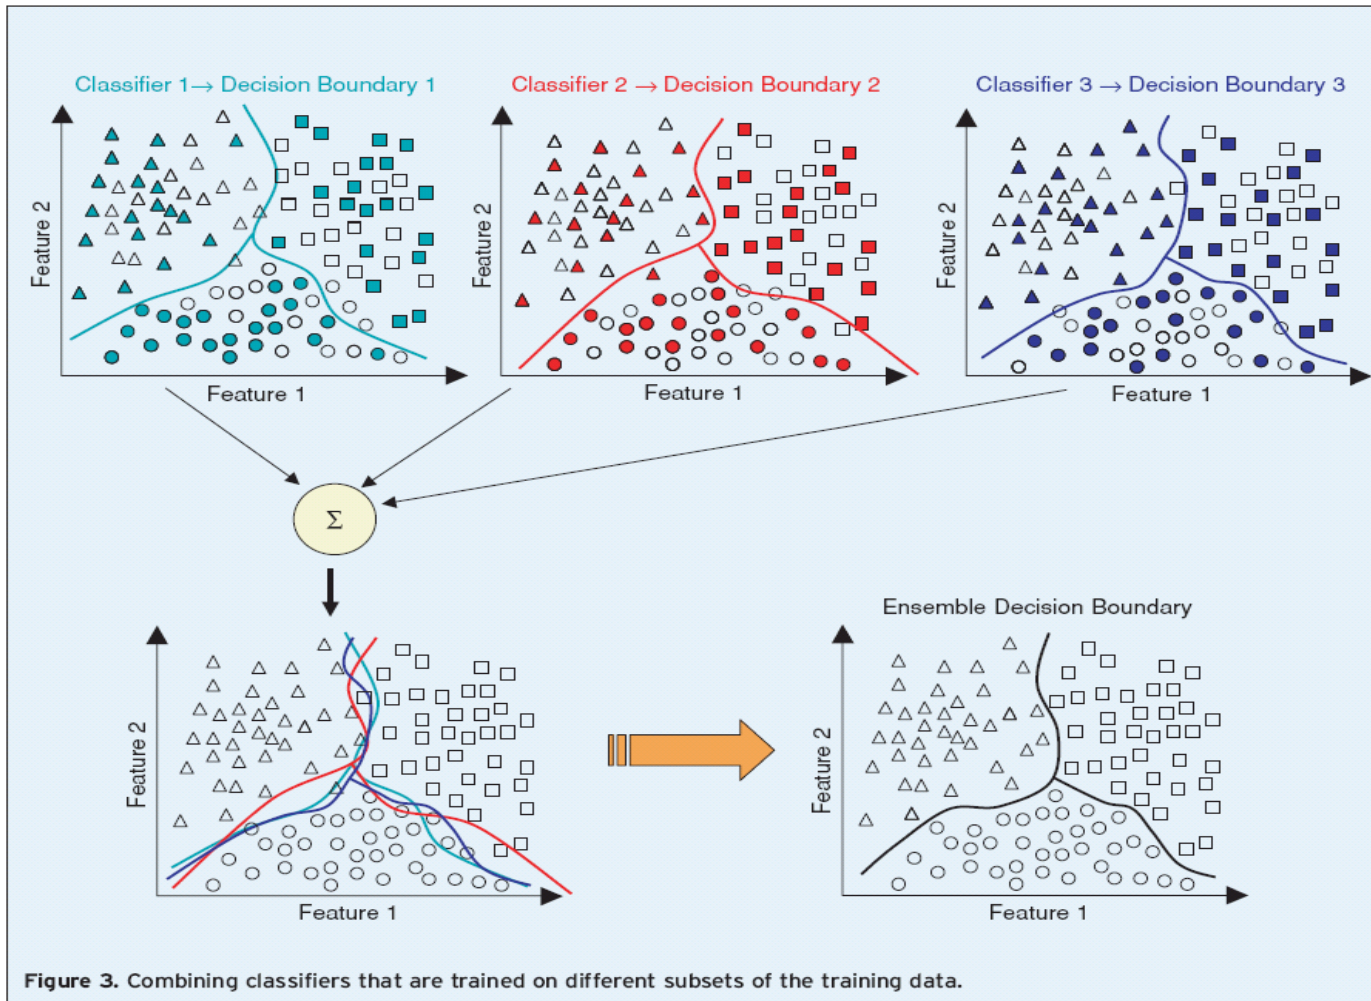 Classifier 1→ Decision Boundary 1
Classifier 2 → Decision Boundary 2
Classifier 3 → Decision Boundary 3
Feature 2
Feature 1
Feature 2
Feature 1
Feature 2
Feature 1
Σ
Feature 2
Feature 1
Ensemble Decision Boundary
Feature 2
Feature 1
Figure 3. Combining classifiers that are trained on different subsets of the training data.